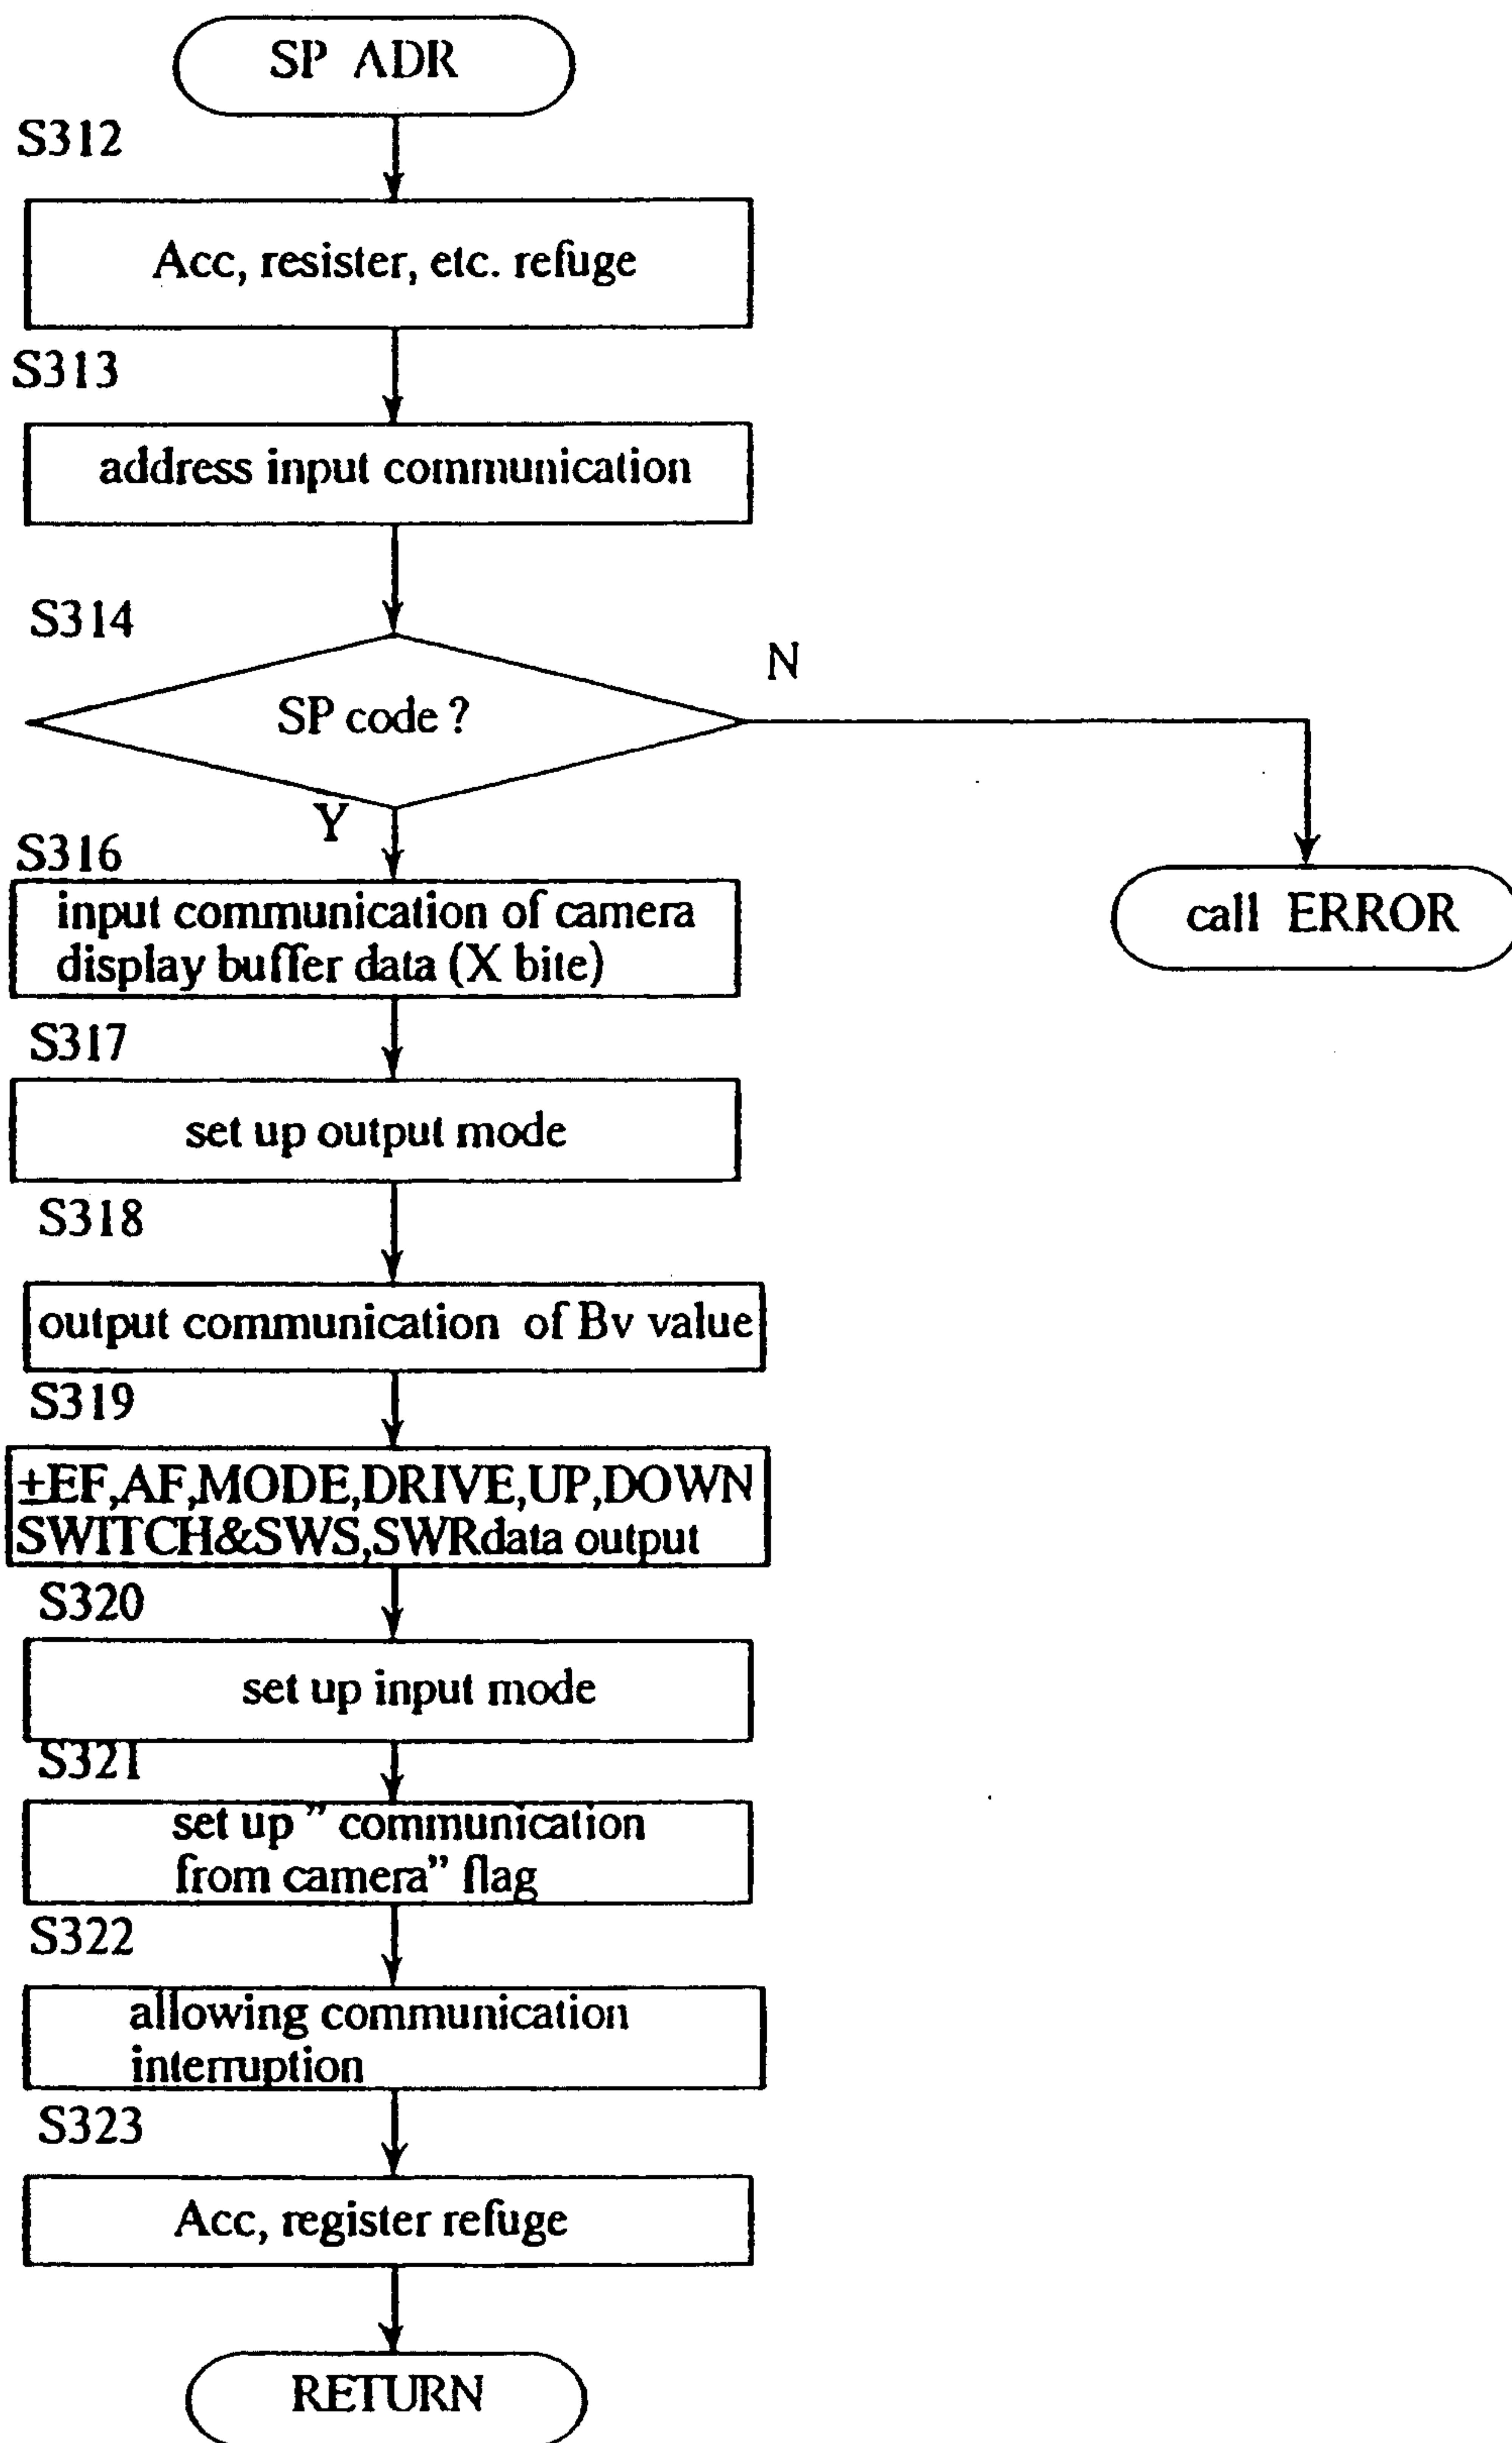 SP ADR
S312
Acc, resister, etc. refuge
S313
address input communication
S314
SP code ?
N
Y
call ERROR
S316
input communication of camera
display buffer data (X bite)
S317
set up output mode
S318
output communication of Bv value
S319
±EF,AF,MODE,DRIVE,UP,DOWN
SWITCH&SWS,SWRdata output
S320
set up input mode
S321
set up ” communication
from camera” flag
S322
allowing communication
interruption
S323
Acc, register refuge
RETURN